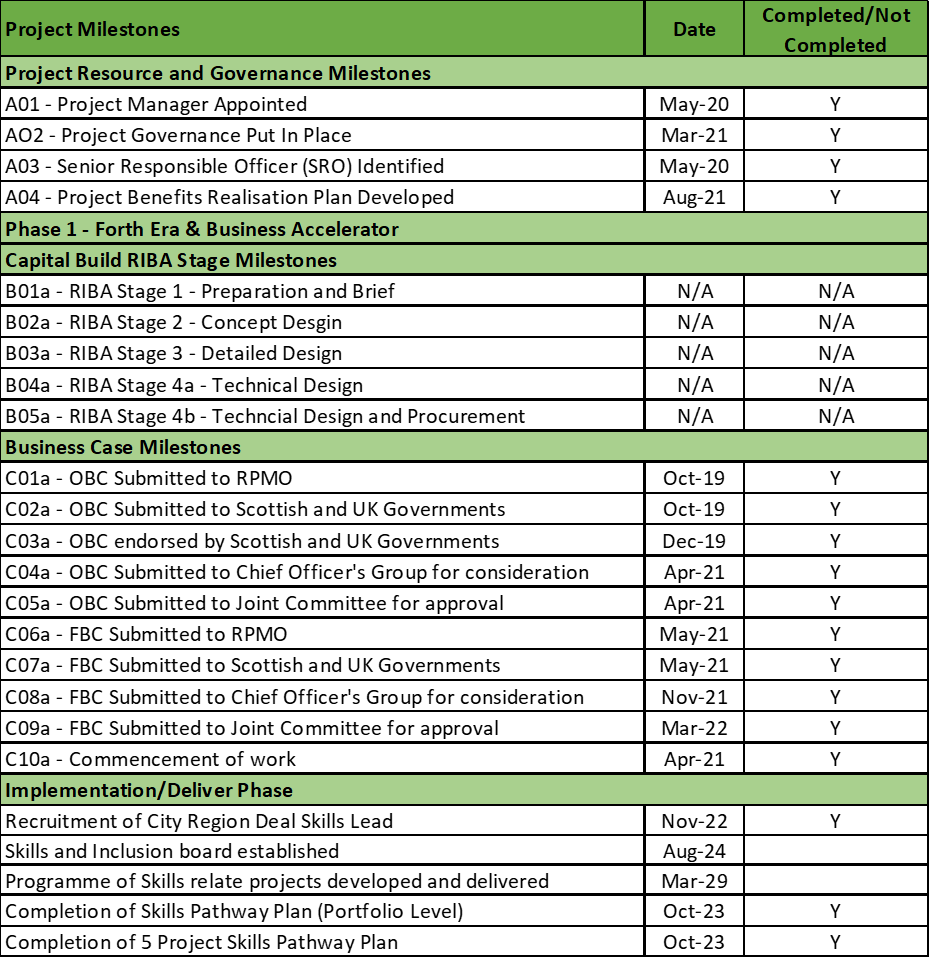 Project Milestones Date Completed/Not
Completed
Project Resource and Governance Milestones
A01 - Project Manager Appointed May-20 Y
AO2 - Project Governance Put In Place Mar-21 Y
A03 - Senior Responsible Officer (SRO) Identified May-20 Y
A04 - Project Benefits Realisation Plan Developed Aug-21 Y
Phase 1 - Forth Era & Business Accelerator
Capital Build RIBA Stage Milestones
B01a - RIBA Stage 1 - Preparation and Brief N/A N/A
B02a - RIBA Stage 2 - Concept Desgin N/A N/A
B03a - RIBA Stage 3 - Detailed Design N/A N/A
B04a - RIBA Stage 4a - Technical Design N/A N/A
B05a - RIBA Stage 4b - Techncial Design and Procurement N/A N/A
Business Case Milestones
C01a - OBC Submitted to RPMO Oct-19 Y
C02a - OBC Submitted to Scottish and UK Governments Oct-19 Y
C03a - OBC endorsed by Scottish and UK Governments Dec-19 Y
C04a - OBC Submitted to Chief Officer's Group for consideration Apr-21 Y
C05a - OBC Submitted to Joint Committee for approval Apr-21 Y
C06a - FBC Submitted to RPMO May-21 Y
C07a - FBC Submitted to Scottish and UK Governments May-21 Y
C08a - FBC Submitted to Chief Officer's Group for consideration Nov-21 Y
C09a - FBC Submitted to Joint Committee for approval Mar-22 Y
C10a - Commencement of work Apr-21 Y
Implementation/Deliver Phase
Recruitment of City Region Deal Skills Lead Nov-22 Y
Skills and Inclusion board established Aug-24
Programme of Skills relate projects developed and delivered Mar-29
Completion of Skills Pathway Plan (Portfolio Level) Oct-23 Y
Completion of 5 Project Skills Pathway Plan Oct-23 Y